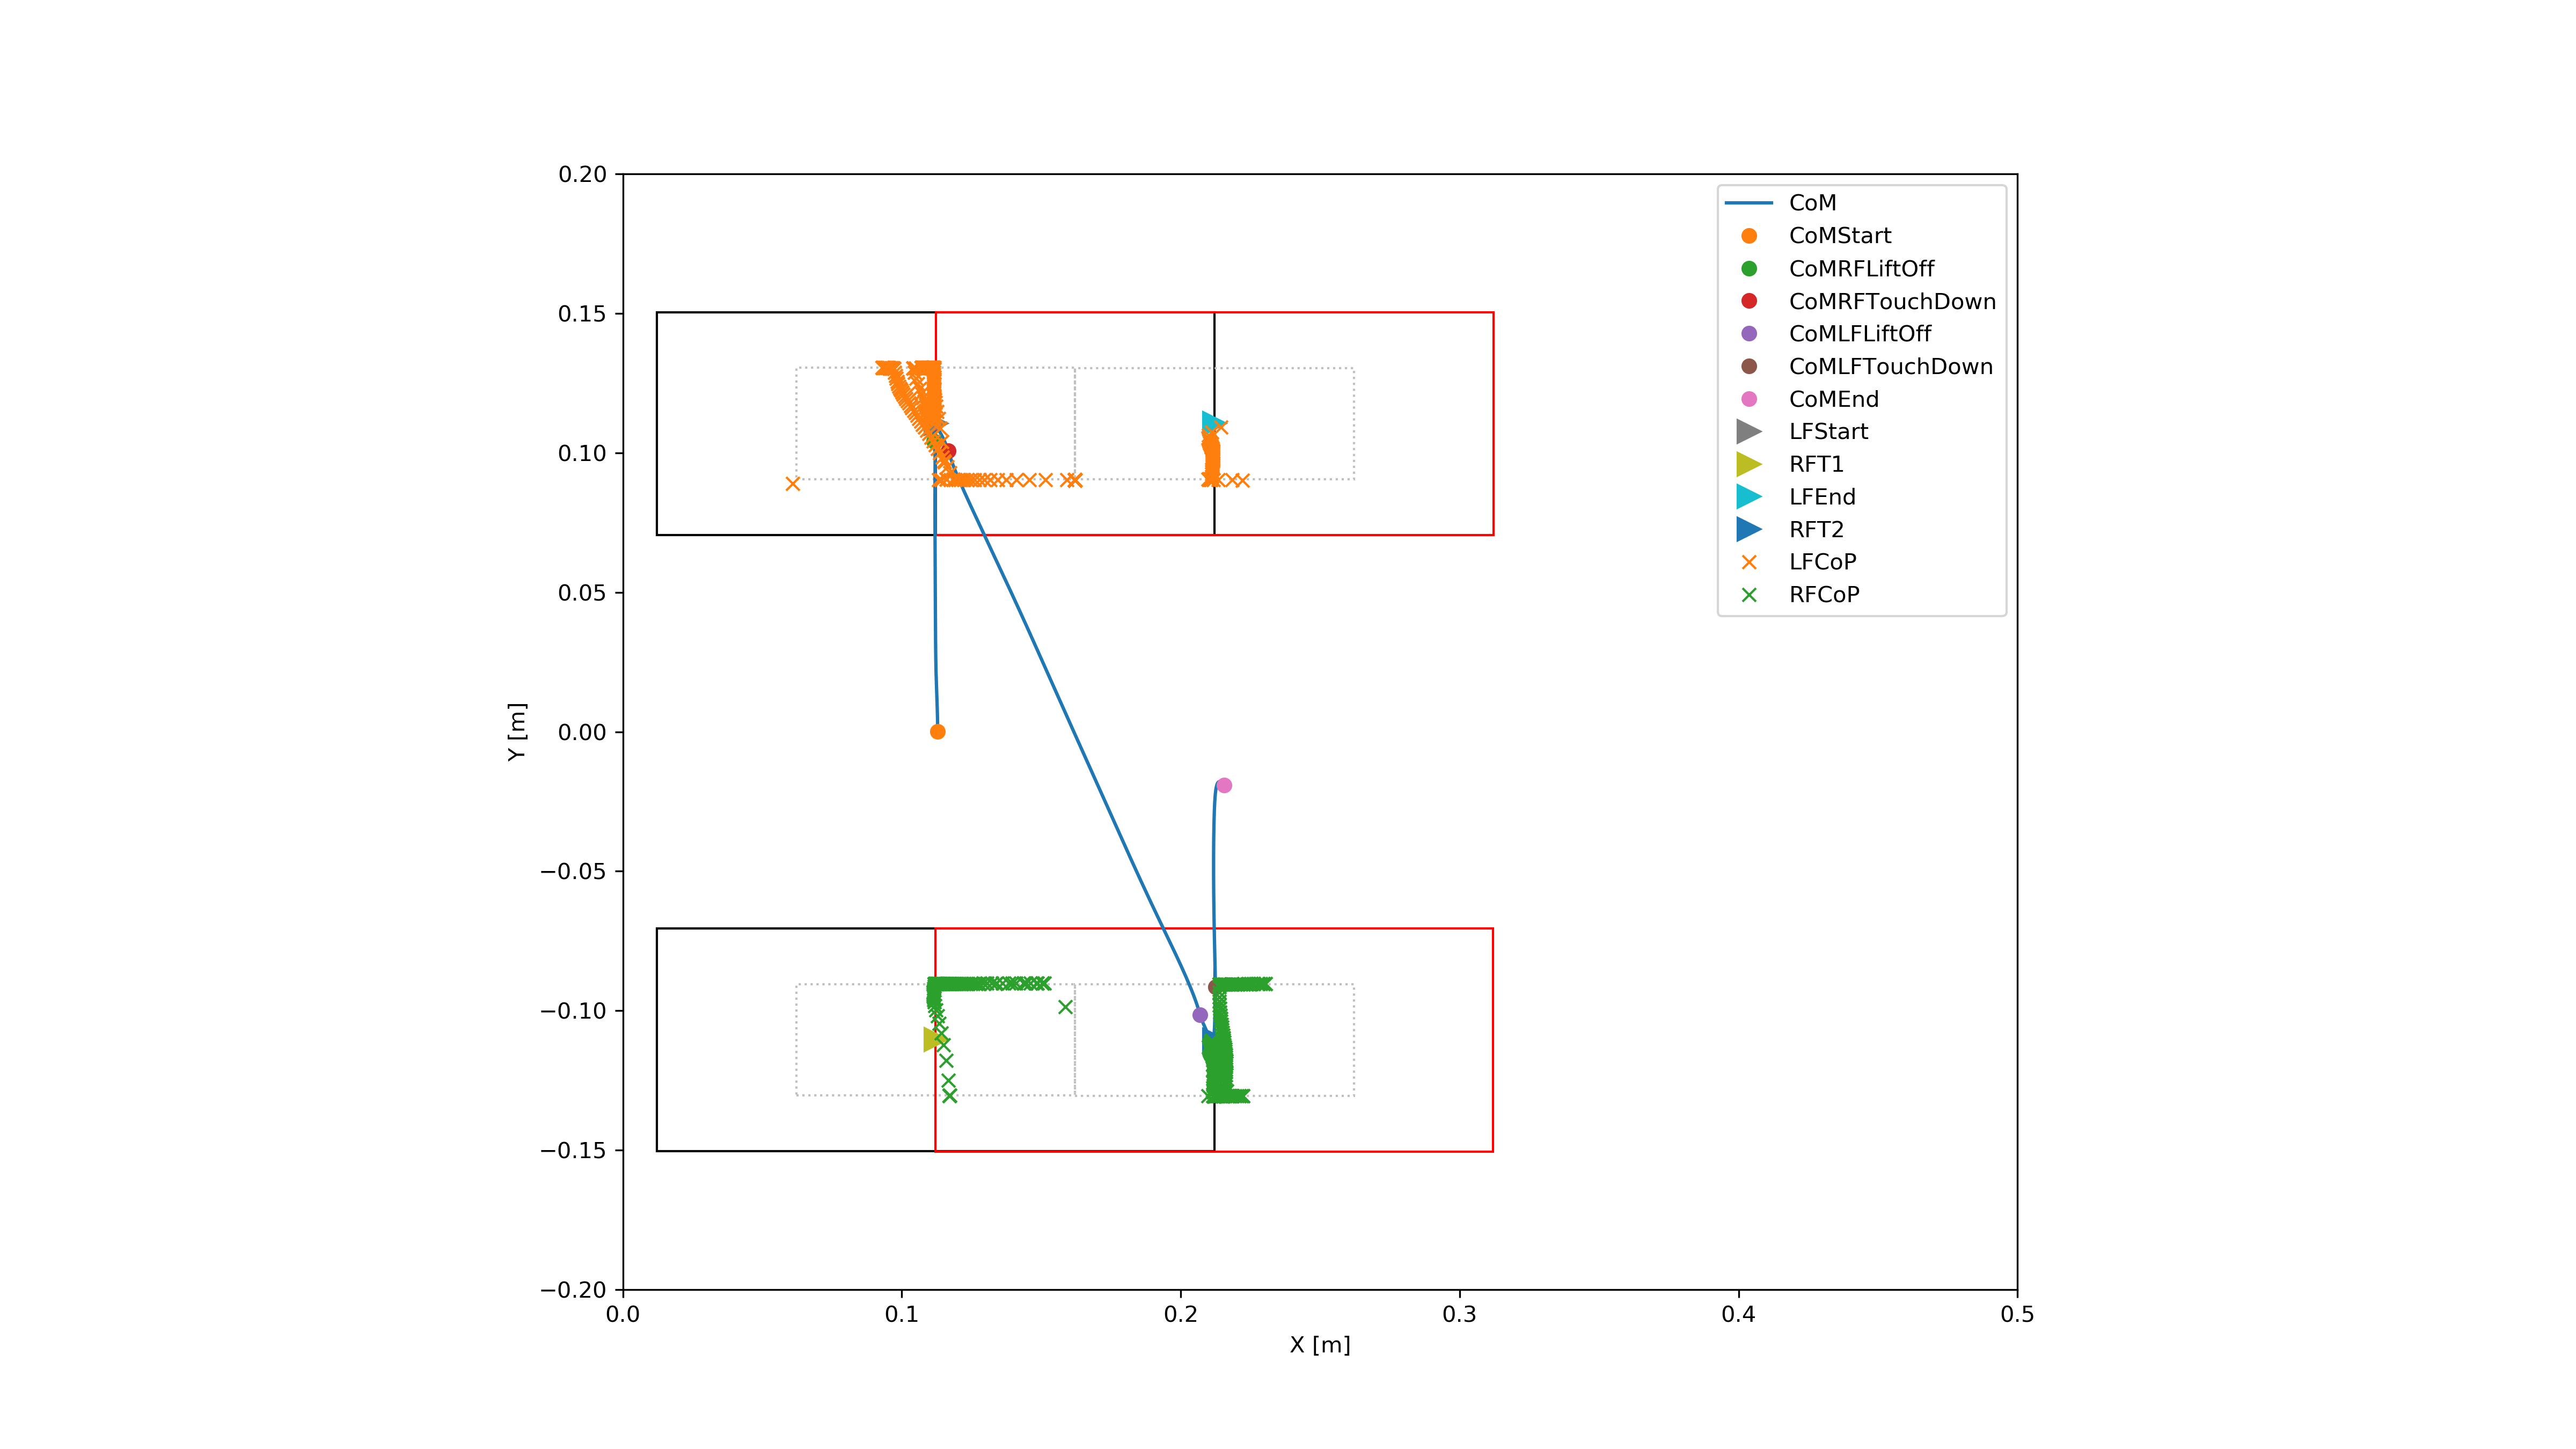 0.20
0.15
0.10
0.05
0.00
−0.05
−0.10
−0.15
−0.20
Y [m]
0.0 0.1 0.2 0.3 0.4 0.5
X [m]
CoM
CoMStart
CoMRFLiftOff
CoMRFTouchDown
CoMLFLiftOff
CoMLFTouchDown
CoMEnd
LFStart
RFT1
LFEnd
RFT2
LFCoP
RFCoP